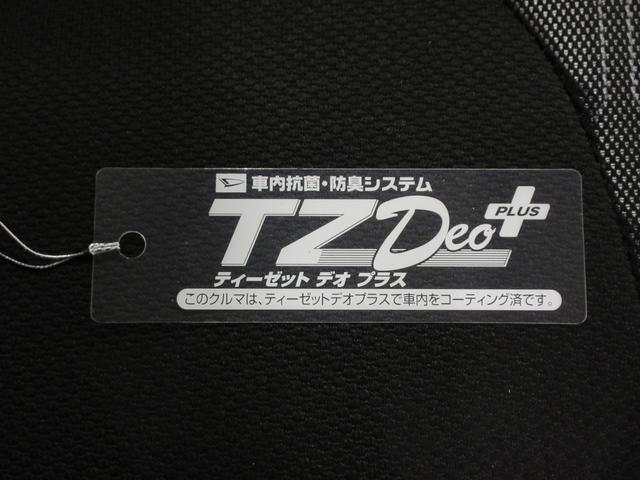 車内抗菌・防臭システム
TZ Deo PLUS
ティーゼット デオ プラス
このクルマは、ティーゼットデオプラスで車内をコーティング済です。